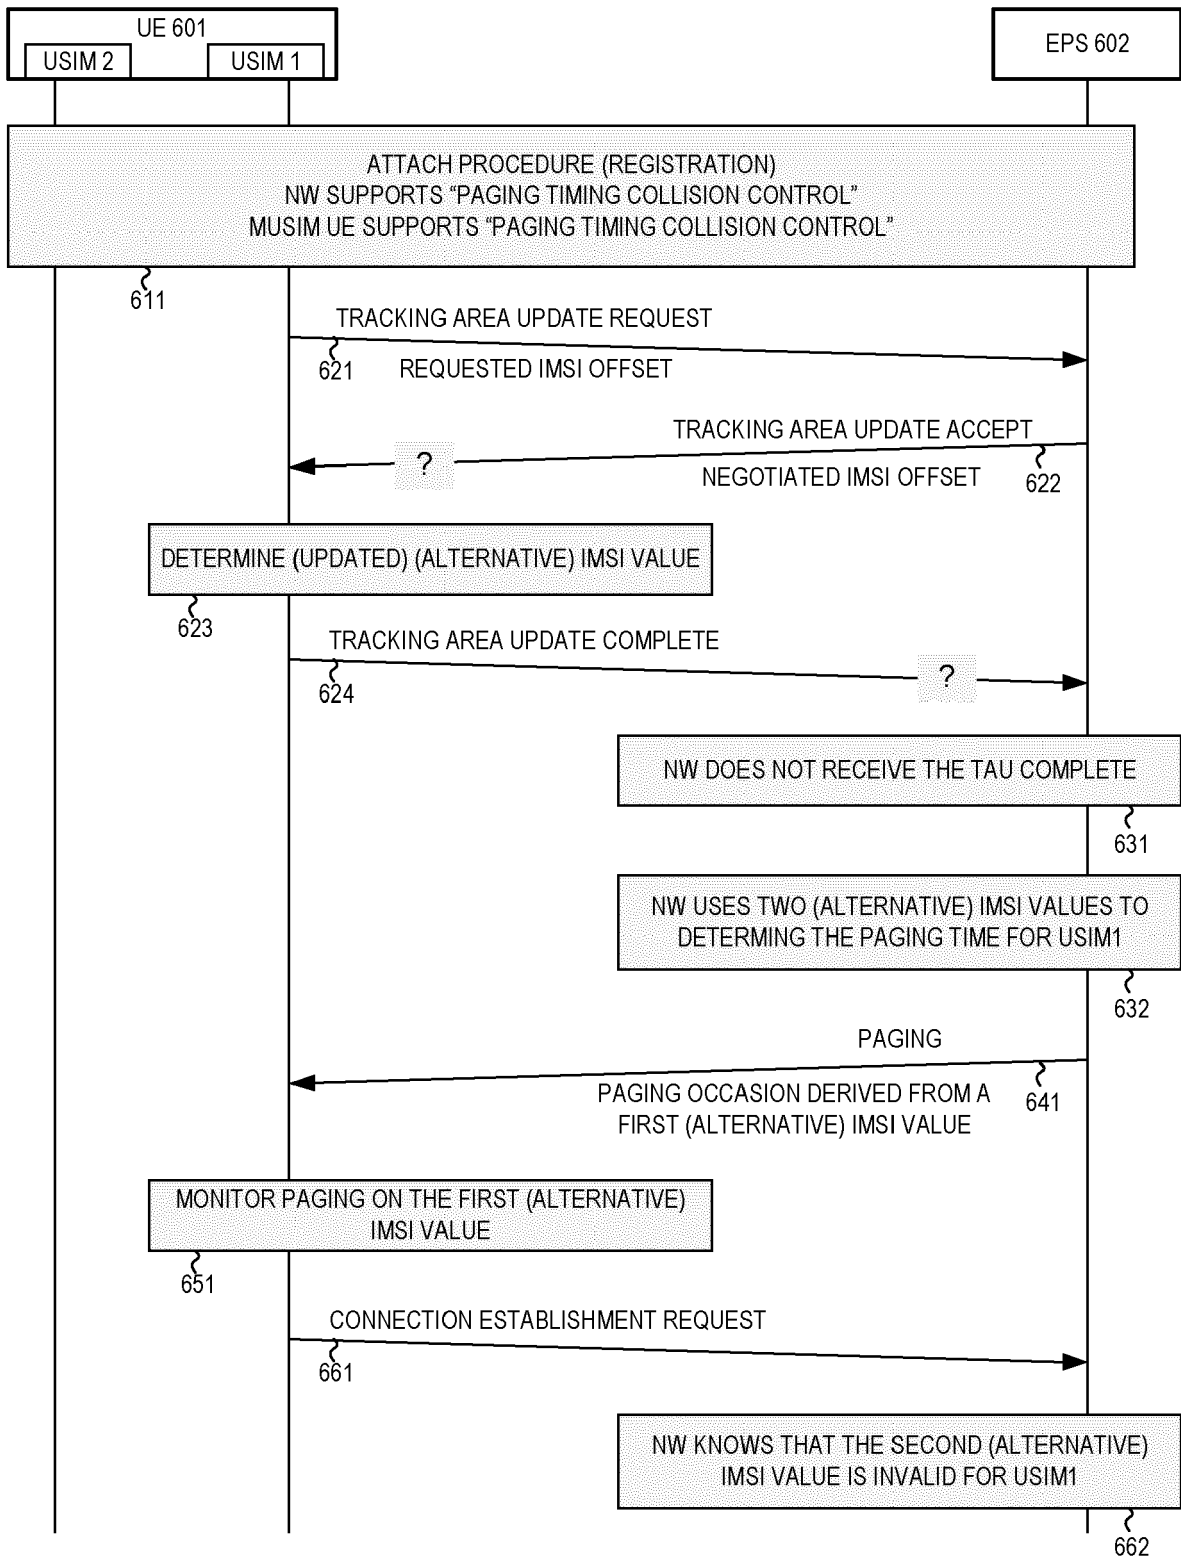 UE 601
USIM 2
USIM 1
EPS 602
ATTACH PROCEDURE (REGISTRATION)
NW SUPPORTS “PAGING TIMING COLLISION CONTROL”
MUSIM UE SUPPORTS “PAGING TIMING COLLISION CONTROL”
611
TRACKING AREA UPDATE REQUEST
621
REQUESTED IMSI OFFSET
TRACKING AREA UPDATE ACCEPT
?
NEGOTIATED IMSI OFFSET
622
DETERMINE (UPDATED) (ALTERNATIVE) IMSI VALUE
623
TRACKING AREA UPDATE COMPLETE
624
?
NW DOES NOT RECEIVE THE TAU COMPLETE
631
NW USES TWO (ALTERNATIVE) IMSI VALUES TO
DETERMING THE PAGING TIME FOR USIM1
632
PAGING
PAGING OCCASION DERIVED FROM A
FIRST (ALTERNATIVE) IMSI VALUE
641
MONITOR PAGING ON THE FIRST (ALTERNATIVE)
IMSI VALUE
651
CONNECTION ESTABLISHMENT REQUEST
661
NW KNOWS THAT THE SECOND (ALTERNATIVE)
IMSI VALUE IS INVALID FOR USIM1
662